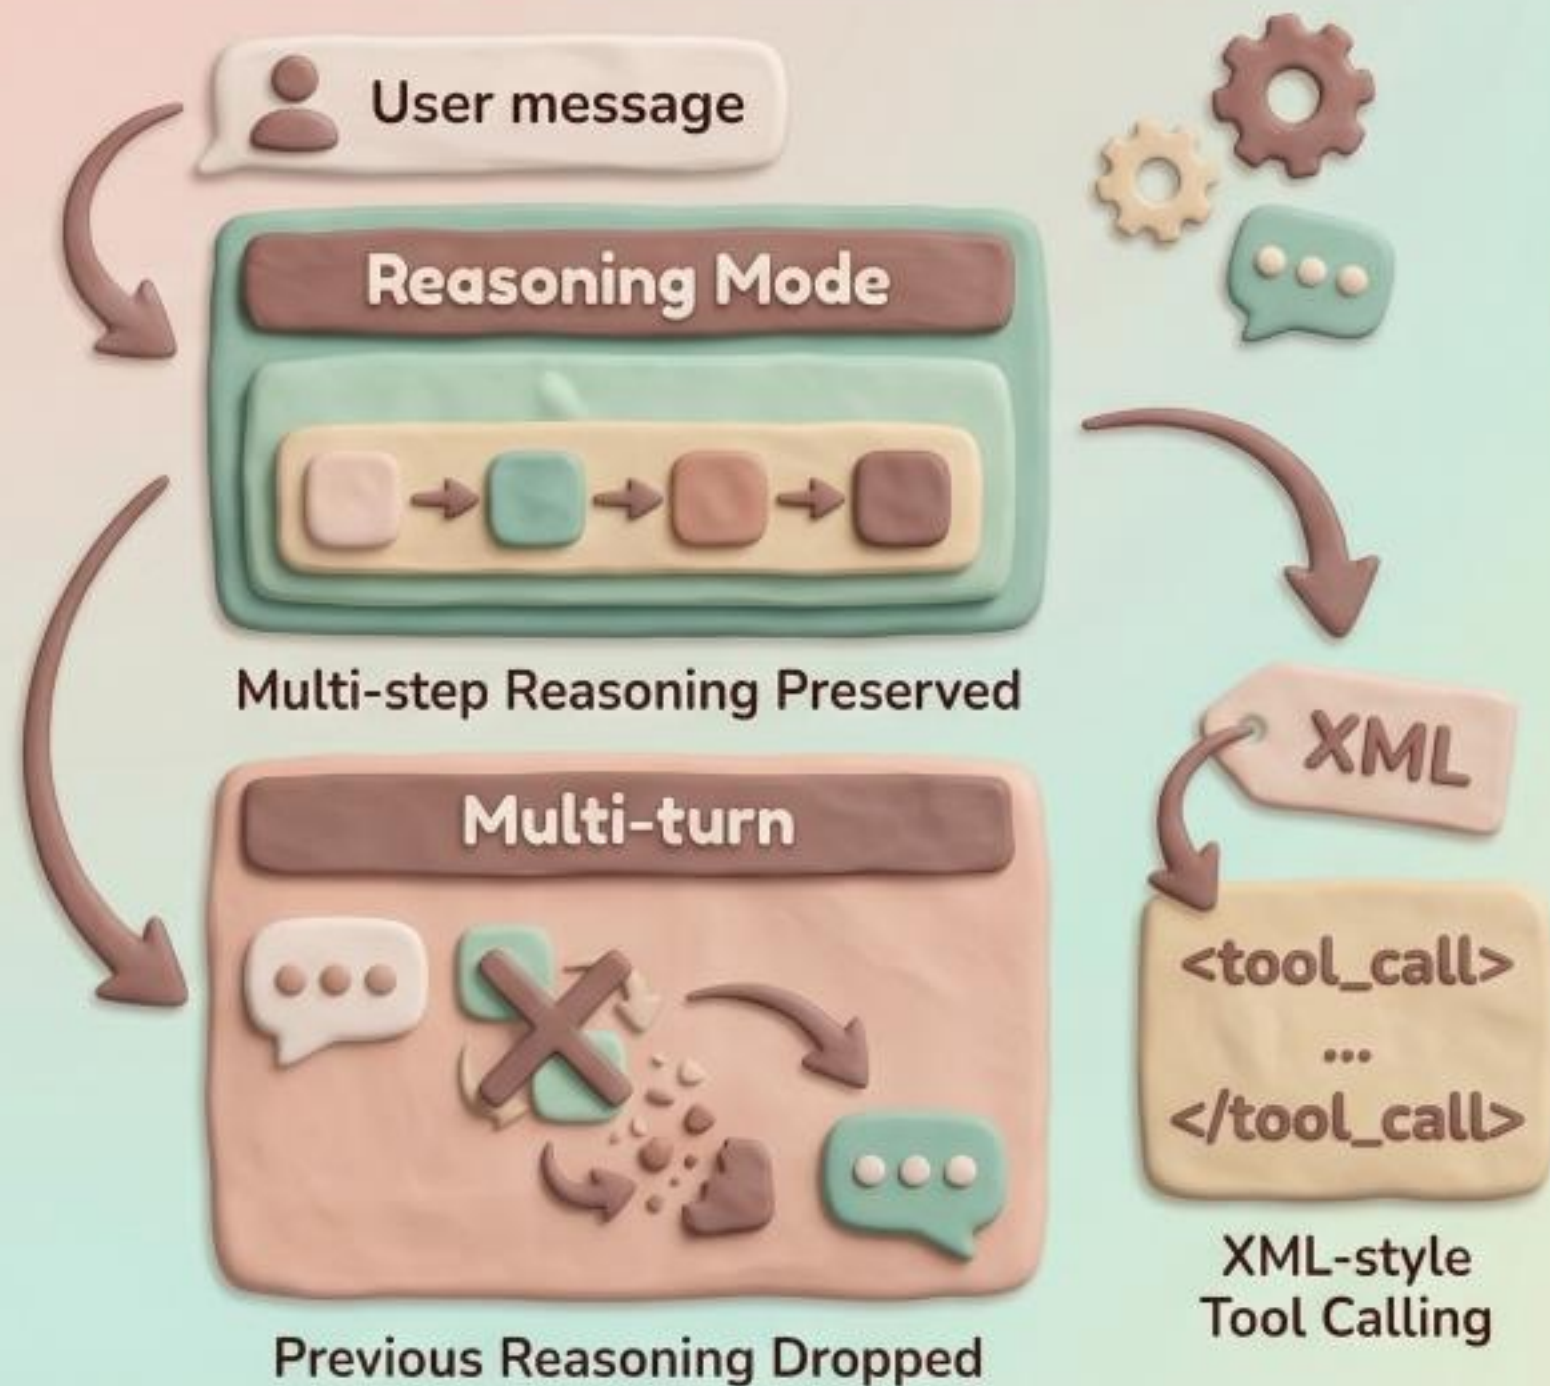 User message
Reasoning Mode
Multi-step Reasoning Preserved
Multi-turn
Previous Reasoning Dropped
XML
<tool_call>
...
</tool_call>
XML-style
Tool Calling